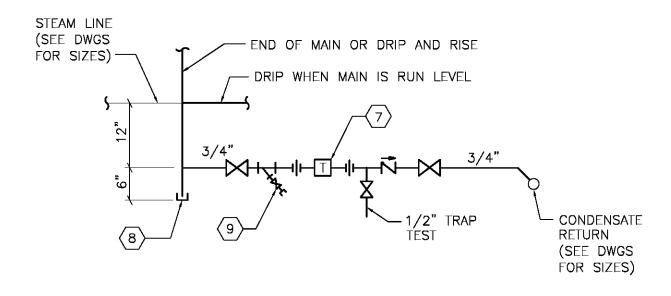 STEAM LINE
(SEE DWGS
FOR SIZES)
END OF MAIN OR DRIP AND RISE
DRIP WHEN MAIN IS RUN LEVEL
12"
3/4"
7
T
3/4"
6"
8
9
1/2" TRAP
TEST
CONDENSATE
RETURN
(SEE DWGS
FOR SIZES)